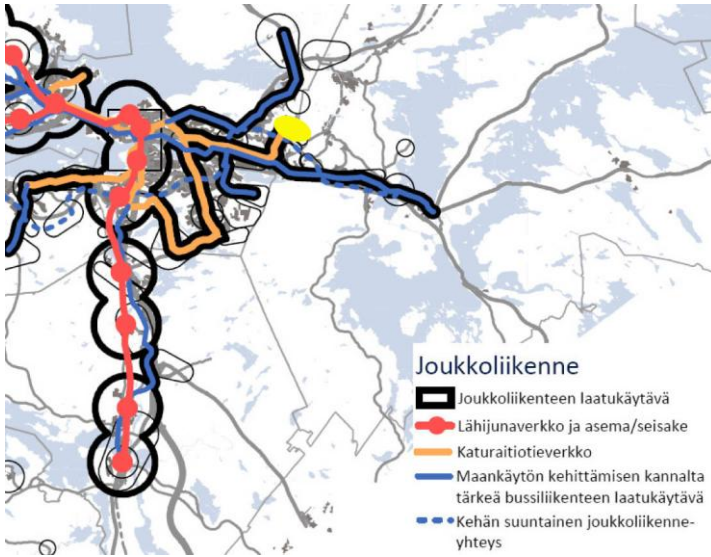 Joukkoliikenne
Joukkoliikenteen laatukäytävä
Lähijunaverkko ja asema/seisake
Katuraitiotieverkko
Maankäytön kehittämisen kannalta
tärkeä bussiliikenteen laatukäytävä
Kehän suuntainen joukkoliikenne-
yhteys